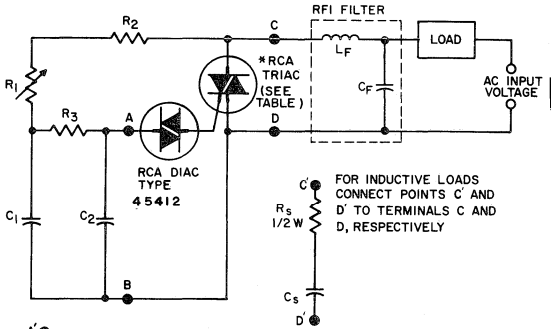 RFI FILTER
R2
C
LF
LOAD
*RCA
TRIAC
(SEE
TABLE)
CF
AC INPUT
VOLTAGE
R1
R3
A
D
RCA DIAC
TYPE
45412
C1
C2
C'
RS
1/2 W
FOR INDUCTIVE LOADS
CONNECT POINTS C' AND
D' TO TERMINALS C AND
D, RESPECTIVELY
B
CS
D'